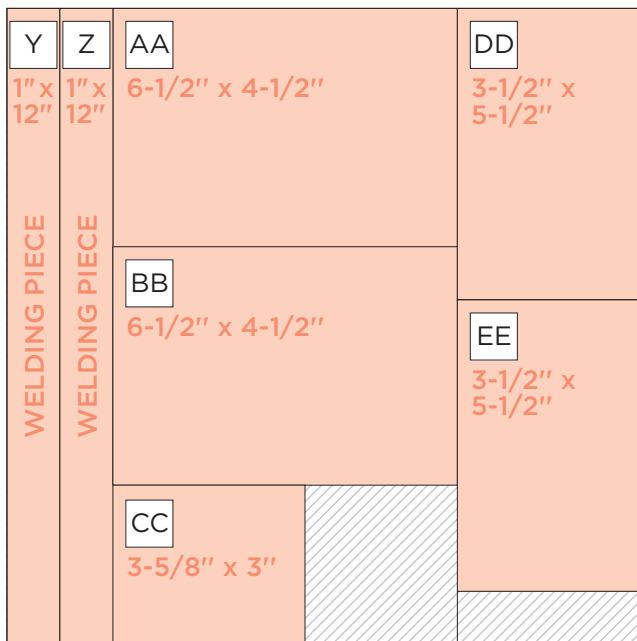 Y
1" x
12"
WELDING PIECE
Z
1" x
12"
WELDING PIECE
AA
6-1/2" x 4-1/2"
BB
6-1/2" x 4-1/2"
CC
3-5/8" x 3"
DD
3-1/2" x
5-1/2"
EE
3-1/2" x
5-1/2"